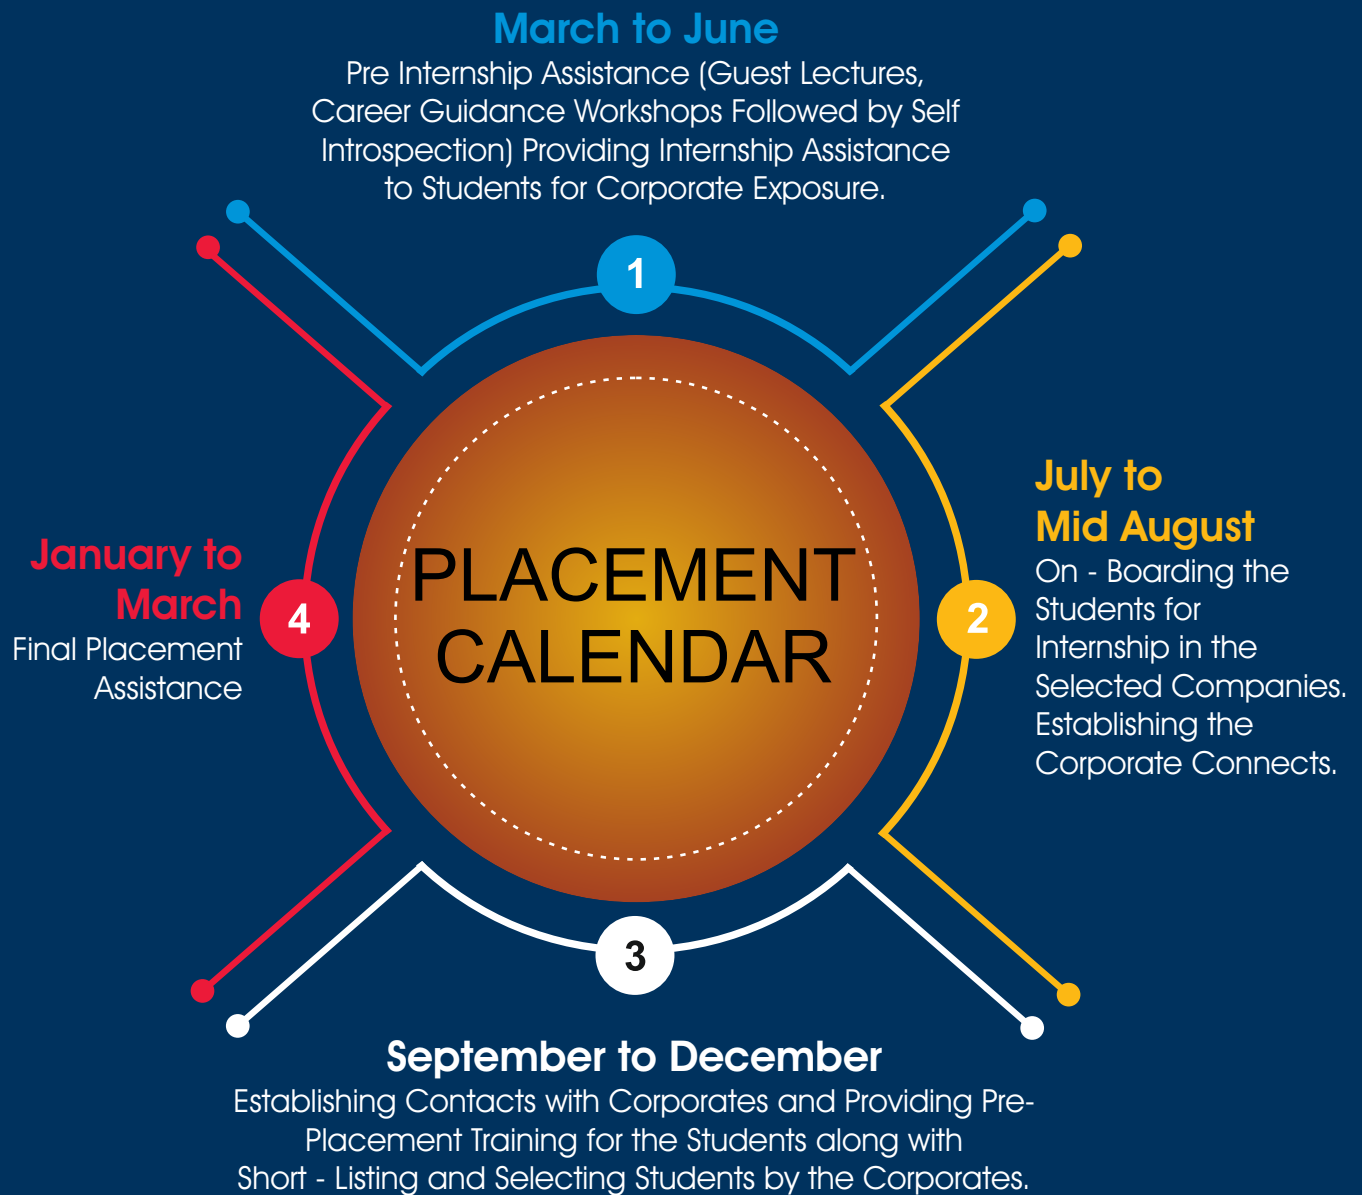 March to June
Pre Internship Assistance (Guest Lectures,
Career Guidance Workshops Followed by Self
Introspection) Providing Internship Assistance
to Students for Corporate Exposure.
1
PLACEMENT
CALENDAR
2
July to
Mid August
On - Boarding the
Students for
Internship in the
Selected Companies.
Establishing the
Corporate Connects.
3
September to December
Establishing Contacts with Corporates and Providing Pre-
Placement Training for the Students along with
Short - Listing and Selecting Students by the Corporates.
4
January to
March
Final Placement
Assistance